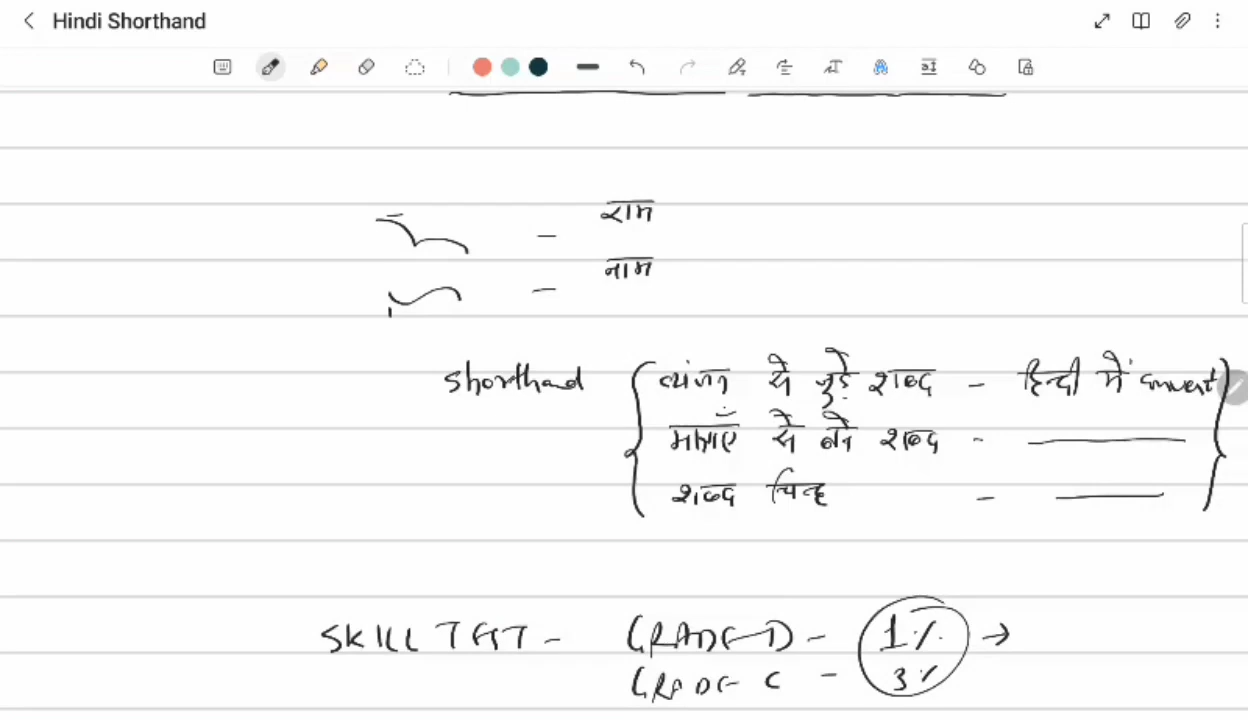 Hindi Shorthand
– राम
– नाम
Shorthand { व्यंजन से जुड़े शब्द – हिन्दी में convert }
मात्राएं से बने शब्द - ———
शब्द चिन्ह – ———
SKILL TEST – GRADE D – 1% →
GRADE C – 3%